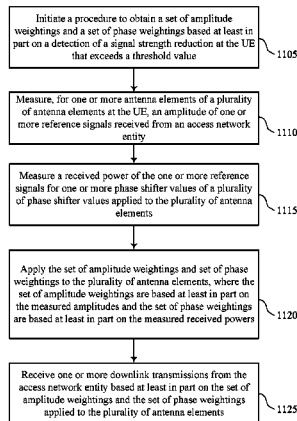 Initiate a procedure to obtain a set of amplitude
weightings and a set of phase weightings based at least in
part on a detection of a signal strength reduction at the UE
that exceeds a threshold value
1105
Measure, for one or more antenna elements of a plurality
of antenna elements at the UE, an amplitude of one or
more reference signals received from an access network
entity
1110
Measure a received power of the one or more reference
signals for one or more phase shifter values of a plurality
of phase shifter values applied to the plurality of antenna
elements
1115
Apply the set of amplitude weightings and set of phase
weightings to the plurality of antenna elements, where the
set of amplitude weightings are based at least in part on
the measured amplitudes and the set of phase weightings
are based at least in part on the measured received powers
1120
Receive one or more downlink transmissions from the
access network entity based at least in part on the set of
amplitude weightings and the set of phase weightings
applied to the plurality of antenna elements
1125